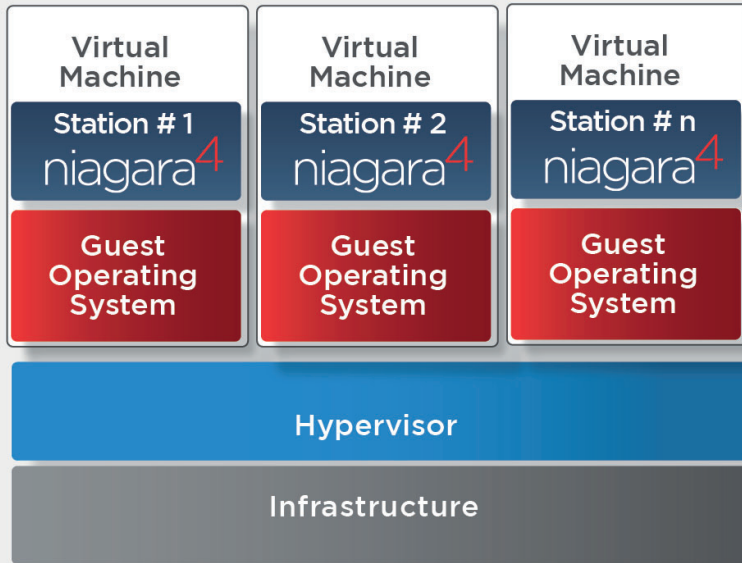 Virtual
Machine
Station # 1
niagara4
Guest
Operating
System
Virtual
Machine
Station # 2
niagara4
Guest
Operating
System
Virtual
Machine
Station # n
niagara4
Guest
Operating
System
Hypervisor
Infrastructure